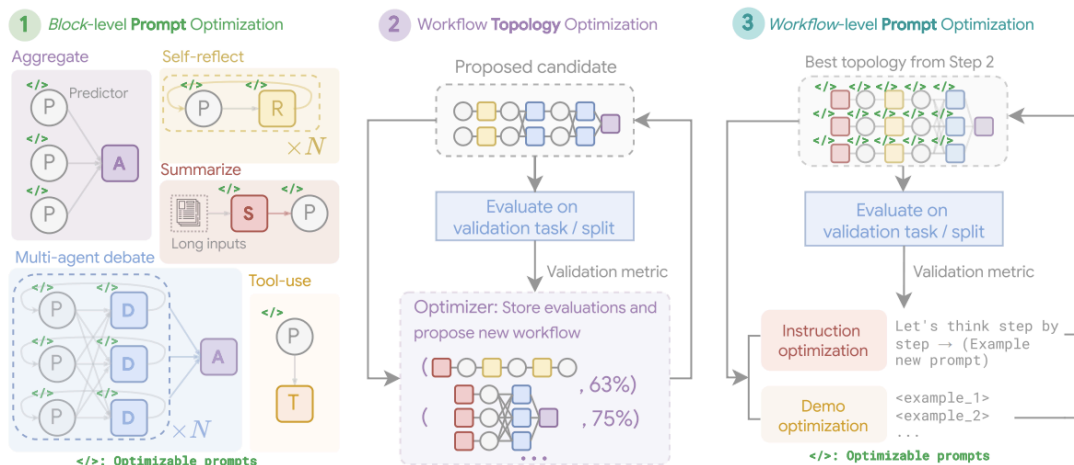 1 Block-level Prompt Optimization
Aggregate
</>
P
Predictor
</>
P
A
</>
P
Self-reflect
</>
</>
P
R
×N
Summarize
</>
</>
S
P
Long inputs
Multi-agent debate
</>
</>
P
D
</>
</>
P
D
A
</>
</>
P
D
×N
Tool-use
</>
P
T
</>: Optimizable prompts
2 Workflow Topology Optimization
Proposed candidate
Evaluate on
validation task / split
Validation metric
Optimizer: Store evaluations and
propose new workflow
( , 63%)
( , 75%)
...
3 Workflow-level Prompt Optimization
Best topology from Step 2
</> </> </> </> </>
</> </> </> </> </>
</> </> </> </> </>
Evaluate on
validation task / split
Validation metric
Instruction
optimization
Let's think step by
step → (Example
new prompt)
Demo
optimization
<example_1>
<example_2>
...
</>: Optimizable prompts